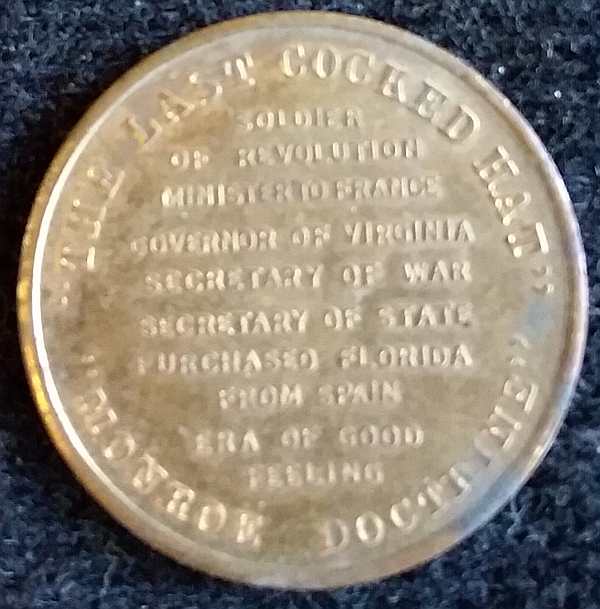 "THE LAST COCKED HAT"
SOLDIER
OF REVOLUTION
MINISTER TO FRANCE
GOVERNOR OF VIRGINIA
SECRETARY OF WAR
SECRETARY OF STATE
PURCHASED FLORIDA
FROM SPAIN
ERA OF GOOD
FEELING
"MONROE DOCTRINE"